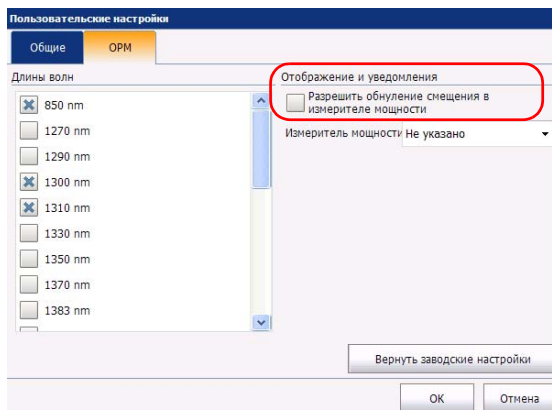 Пользовательские настройки
Общие
OPM
Длины волн
850 nm
1270 nm
1290 nm
1300 nm
1310 nm
1330 nm
1350 nm
1370 nm
1383 nm
Отображение и уведомления
Разрешить обнуление смещения в
измерителе мощности
Измеритель мощности Не указано
Вернуть заводские настройки
OK
Отмена